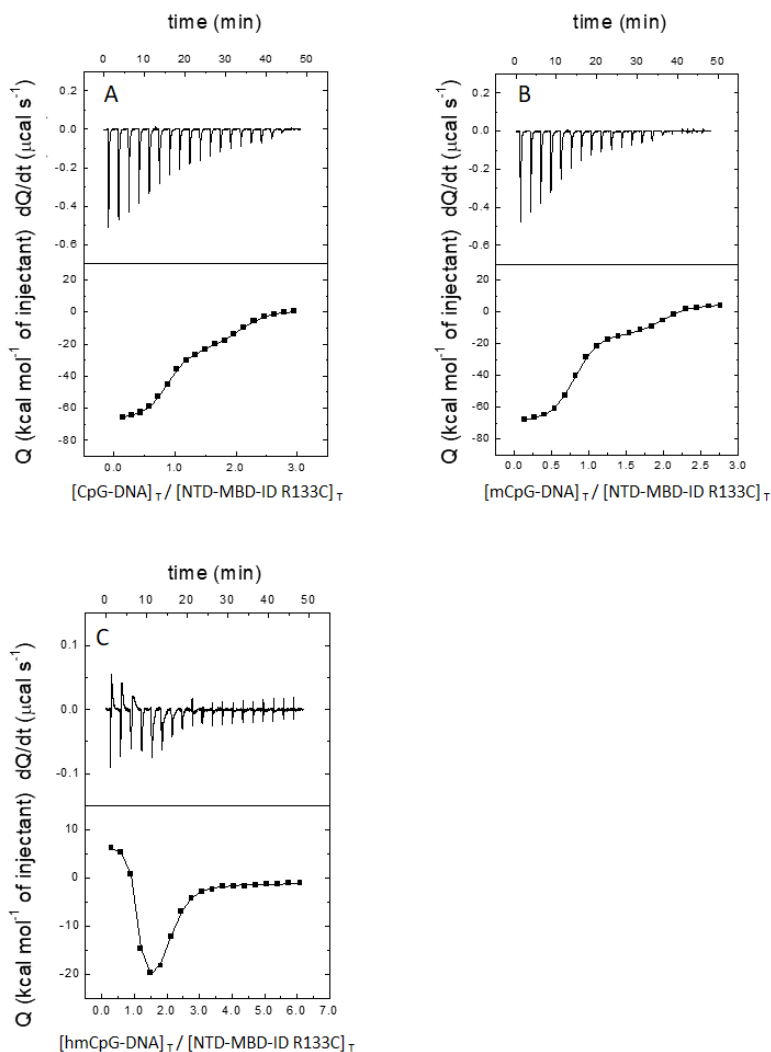 time (min)
0 10 20 30 40 50
A
dQ/dt (μcal s⁻¹)
0.2
0.0
-0.2
-0.4
-0.6
Q (kcal mol⁻¹ of injectant)
20
0
-20
-40
-60
-80
0.0 1.0 2.0 3.0
[CpG-DNA]T / [NTD-MBD-ID R133C]T
time (min)
0 10 20 30 40 50
B
dQ/dt (μcal s⁻¹)
0.2
0.0
-0.2
-0.4
-0.6
Q (kcal mol⁻¹ of injectant)
20
0
-20
-40
-60
-80
0.0 0.5 1.0 1.5 2.0 2.5 3.0
[mCpG-DNA]T / [NTD-MBD-ID R133C]T
time (min)
0 10 20 30 40 50
C
dQ/dt (μcal s⁻¹)
0.1
0.0
-0.1
Q (kcal mol⁻¹ of injectant)
10
0
-10
-20
0.0 1.0 2.0 3.0 4.0 5.0 6.0 7.0
[hmCpG-DNA]T / [NTD-MBD-ID R133C]T